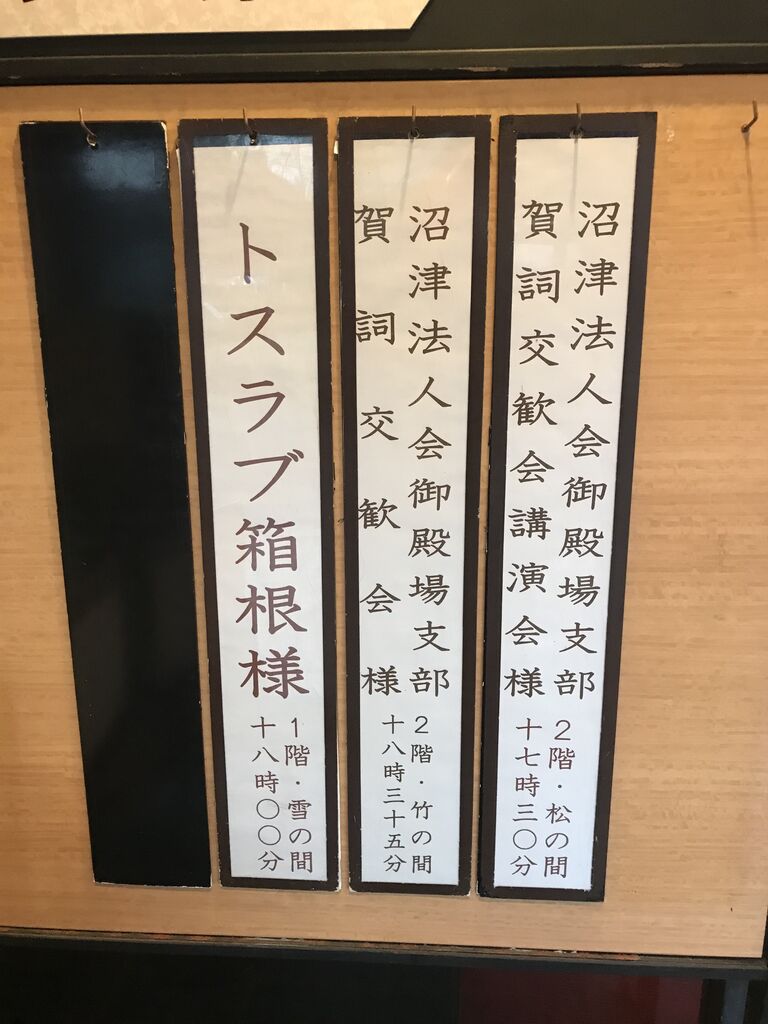 沼津法人会御殿場支部
賀詞交歓会講演会様
2階・松の間
十七時三〇分
沼津法人会御殿場支部
賀詞交歓会様
2階・竹の間
十八時三十五分
トスラブ箱根様
1階・雪の間
十八時〇〇分